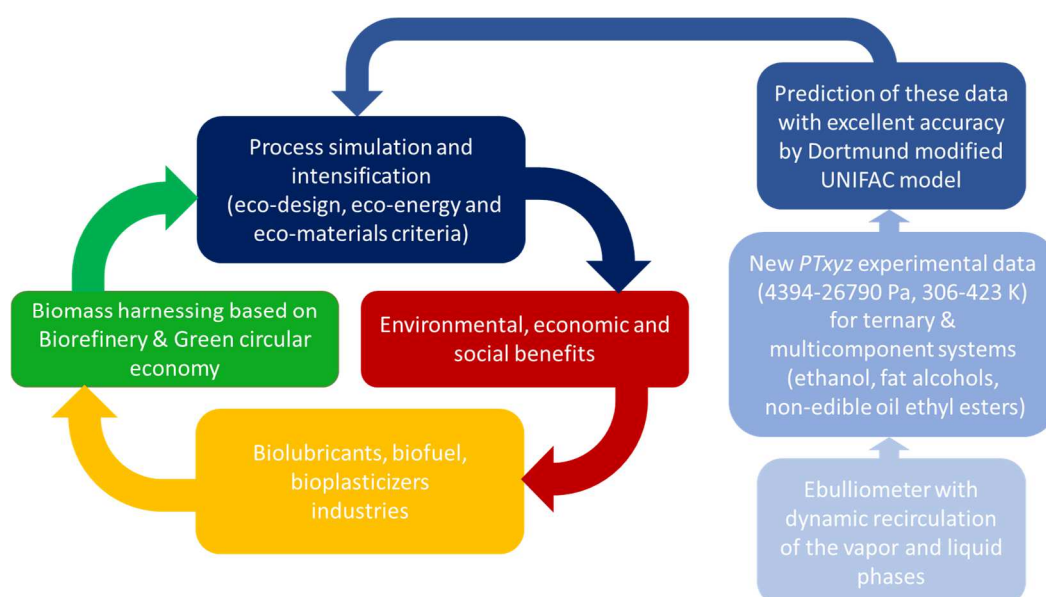 Process simulation and
intensification
(eco-design, eco-energy and
eco-materials criteria)
Environmental, economic and
social benefits
Biolubricants, biofuel,
bioplasticizers
industries
Biomass harnessing based on
Biorefinery & Green circular
economy
Prediction of these data
with excellent accuracy
by Dortmund modified
UNIFAC model
New PTxyz experimental data
(4394-26790 Pa, 306-423 K)
for ternary &
multicomponent systems
(ethanol, fat alcohols,
non-edible oil ethyl esters)
Ebulliometer with
dynamic recirculation
of the vapor and liquid
phases